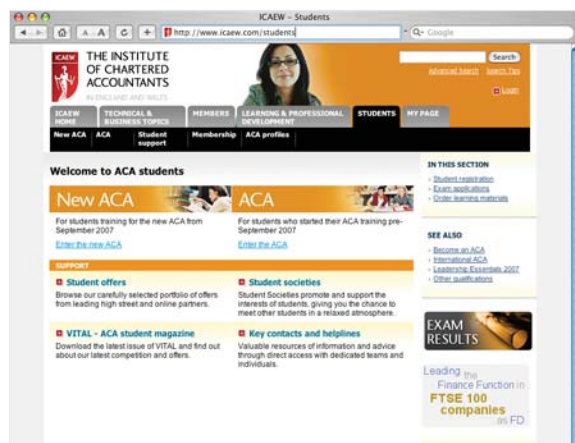 ICAEW - Students
A A
C
+
http://www.icaew.com/students
Q- Google
ICAEW
THE INSTITUTE
OF CHARTERED
ACCOUNTANTS
IN ENGLAND AND WALES
Search
Advanced Search Search Tips
Login
ICAEW
HOME
TECHNICAL &
BUSINESS TOPICS
MEMBERS
LEARNING & PROFESSIONAL
DEVELOPMENT
STUDENTS
MY PAGE
New ACA
ACA
Student
support
Membership
ACA profiles
Welcome to ACA students
New ACA
For students training for the new ACA from
September 2007
Enter the new ACA
ACA
For students who started their ACA training pre-
September 2007
Enter the ACA
SUPPORT
Student offers
Browse our carefully selected portfolio of offers
from leading high street and online partners.
Student societies
Student Societies promote and support the
interests of students, giving you the chance to
meet other students in a relaxed atmosphere.
VITAL - ACA student magazine
Download the latest issue of VITAL and find out
about our latest competition and offers.
Key contacts and helplines
Valuable resources of information and advice
through direct access with dedicated teams and
individuals.
IN THIS SECTION
Student registration
Exam applications
Order learning materials
SEE ALSO
Become an ACA
International ACA
Leadership Essentials 2007
Other qualifications
EXAM
RESULTS
Leading the
Finance Function in
FTSE 100
companies
as FD